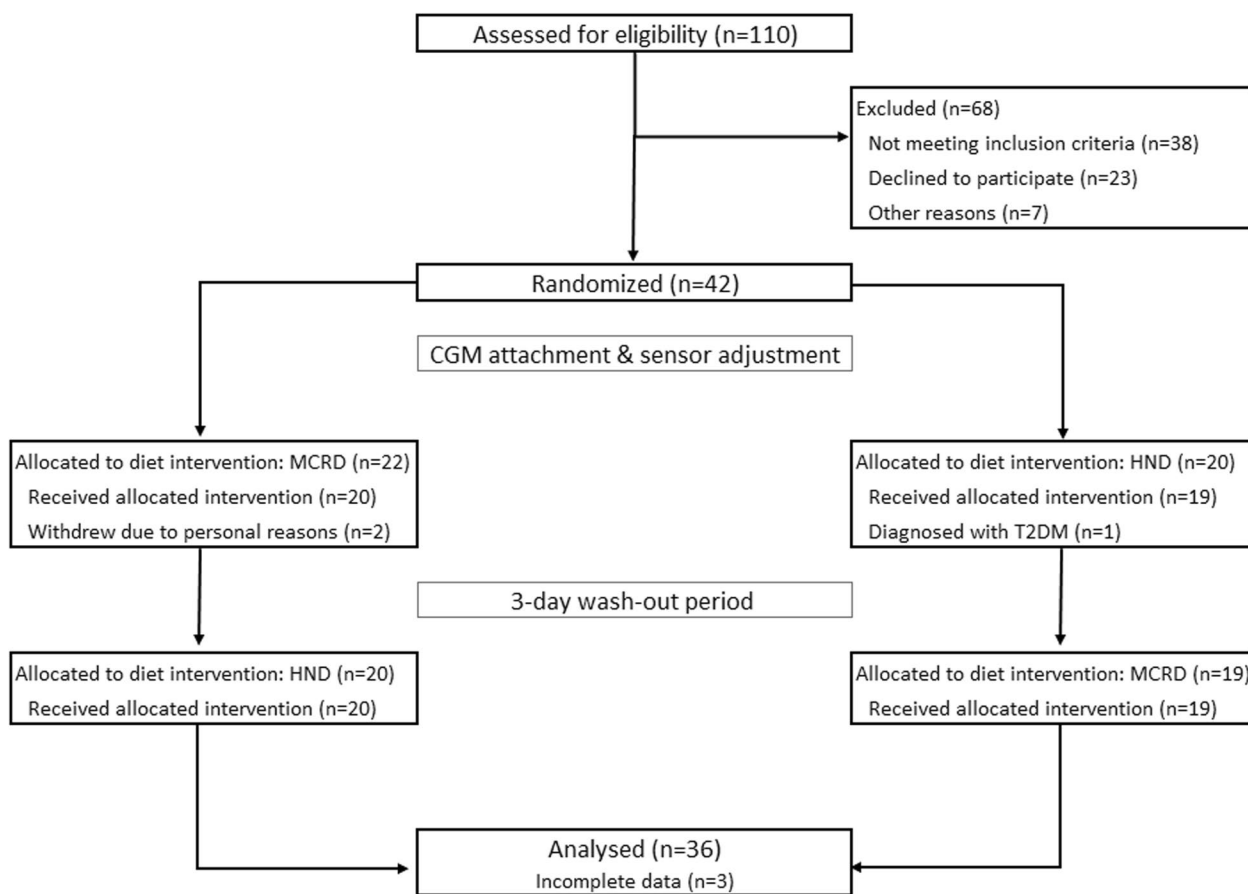 Assessed for eligibility (n=110)
Excluded (n=68)
Not meeting inclusion criteria (n=38)
Declined to participate (n=23)
Other reasons (n=7)
Randomized (n=42)
CGM attachment & sensor adjustment
Allocated to diet intervention: MCRD (n=22)
Received allocated intervention (n=20)
Withdrew due to personal reasons (n=2)
Allocated to diet intervention: HND (n=20)
Received allocated intervention (n=19)
Diagnosed with T2DM (n=1)
3-day wash-out period
Allocated to diet intervention: HND (n=20)
Received allocated intervention (n=20)
Allocated to diet intervention: MCRD (n=19)
Received allocated intervention (n=19)
Analysed (n=36)
Incomplete data (n=3)